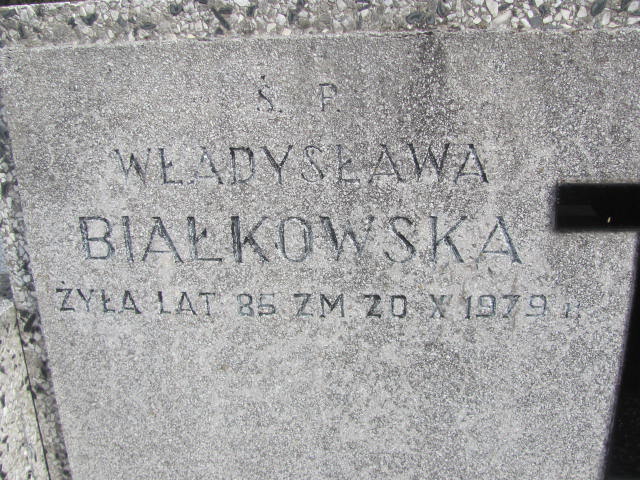 Ś. P.
WŁADYSŁAWA
BIAŁKOWSKA
ŻYŁA LAT 85 ZM 20 X 1979 r.